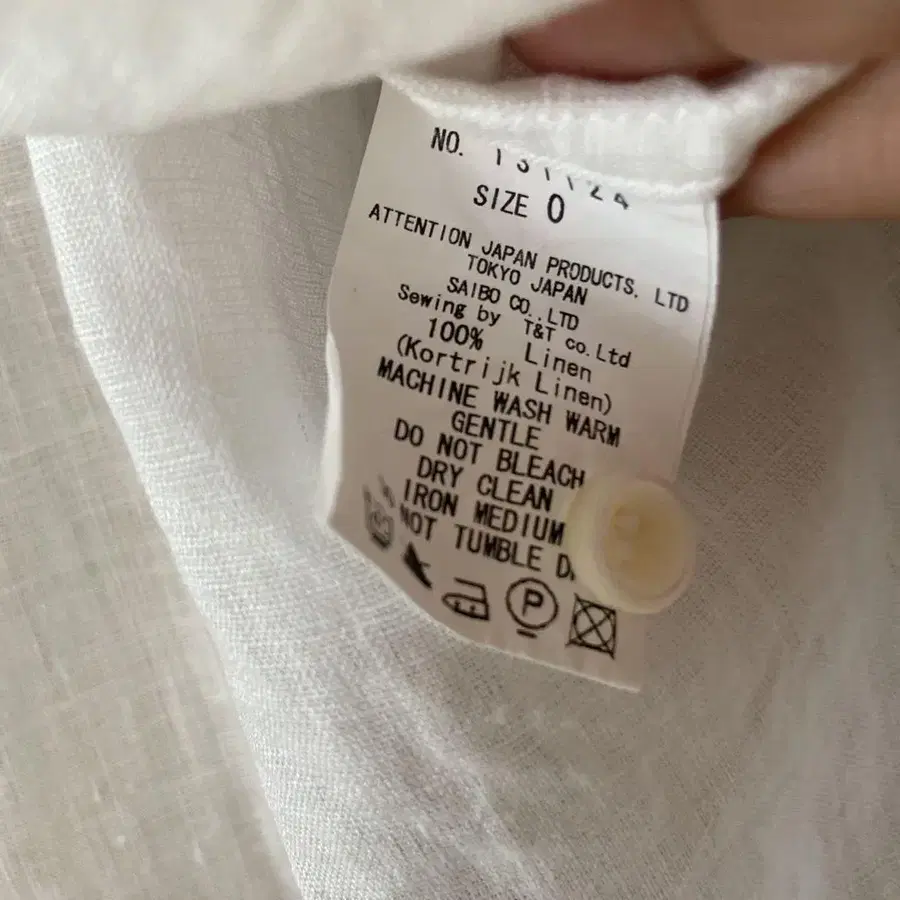 NO.
SIZE 0
ATTENTION JAPAN PRODUCTS. LTD
TOKYO JAPAN
SAIBO CO.,LTD
Sewing by T&T co.Ltd
100% Linen
(Kortrijk Linen)
MACHINE WASH WARM
GENTLE
DO NOT BLEACH
DRY CLEAN
IRON MEDIUM
NOT TUMBLE
P